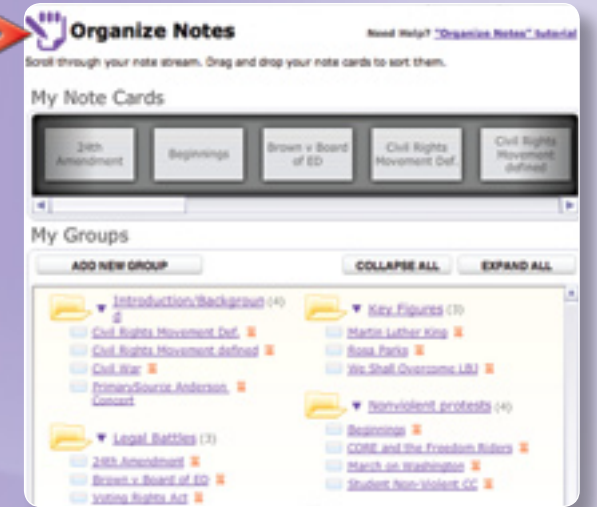 Organize Notes
Need Help? "Organize Notes" tutorial
Scroll through your note stream. Drag and drop your note cards to sort them.
My Note Cards
24th
Amendment
Beginnings
Brown v Board
of ED
Civil Rights
Movement Def.
Civil Rights
Movement
defined
My Groups
ADD NEW GROUP
COLLAPSE ALL
EXPAND ALL
Introduction/Backgroun (4)
d
Civil Rights Movement Def.
Civil Rights Movement defined
Civil War
PrimarySource Anderson
Concert
Legal Battles (3)
24th Amendment
Brown v. Board of ED
Voting Rights Act
Key Figures (3)
Martin Luther King
Rosa Parks
We Shall Overcome LBJ
Nonviolent protests (4)
Beginnings
CORE and the Freedom Riders
March on Washington
Student Non-Violent CC